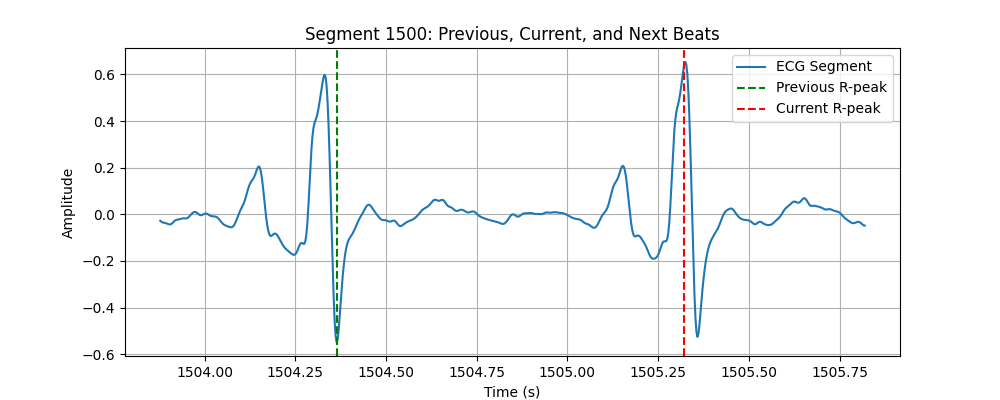 Segment 1500: Previous, Current, and Next Beats
ECG Segment
Previous R-peak
Current R-peak
Amplitude
0.6
0.4
0.2
0.0
−0.2
−0.4
−0.6
1504.00 1504.25 1504.50 1504.75 1505.00 1505.25 1505.50 1505.75
Time (s)